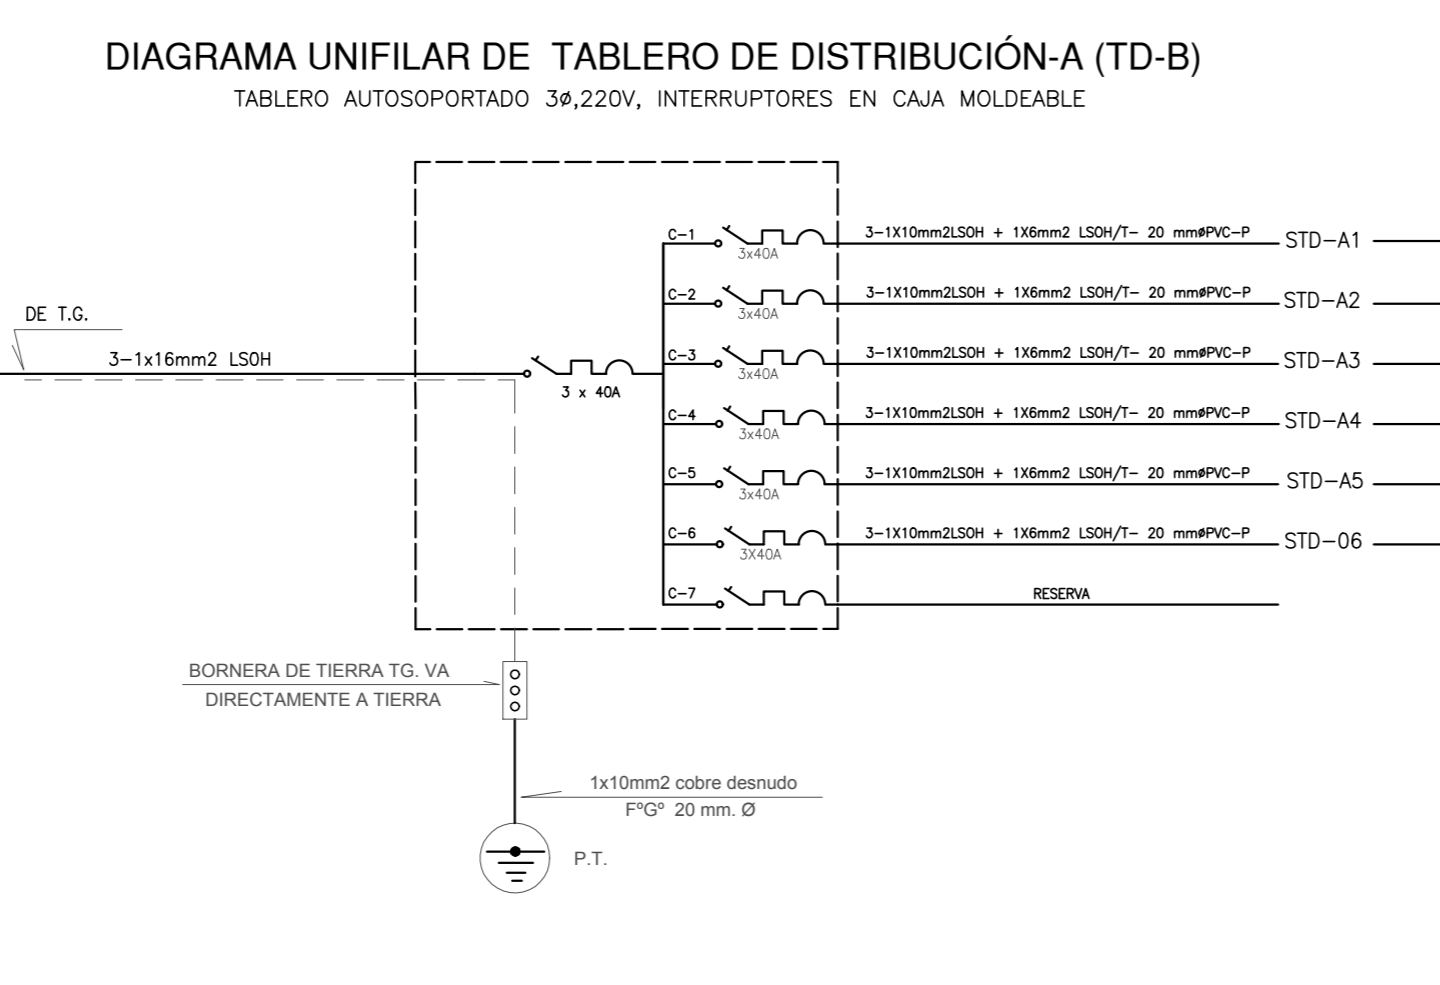 DIAGRAMA UNIFILAR DE TABLERO DE DISTRIBUCIÓN-A (TD-B)
TABLERO AUTOSOPORTADO 3ø,220V, INTERRUPTORES EN CAJA MOLDEABLE
C-1 3x40A 3-1X10mm2LSOH + 1X6mm2 LSOH/T- 20 mmøPVC-P STD-A1
C-2 3x40A 3-1X10mm2LSOH + 1X6mm2 LSOH/T- 20 mmøPVC-P STD-A2
DE T.G.
3-1x16mm2 LSOH
3 x 40A
C-3 3x40A 3-1X10mm2LSOH + 1X6mm2 LSOH/T- 20 mmøPVC-P STD-A3
C-4 3x40A 3-1X10mm2LSOH + 1X6mm2 LSOH/T- 20 mmøPVC-P STD-A4
C-5 3x40A 3-1X10mm2LSOH + 1X6mm2 LSOH/T- 20 mmøPVC-P STD-A5
C-6 3X40A 3-1X10mm2LSOH + 1X6mm2 LSOH/T- 20 mmøPVC-P STD-06
C-7 RESERVA
BORNERA DE TIERRA TG. VA
DIRECTAMENTE A TIERRA
1x10mm2 cobre desnudo
FºGº 20 mm. Ø
P.T.